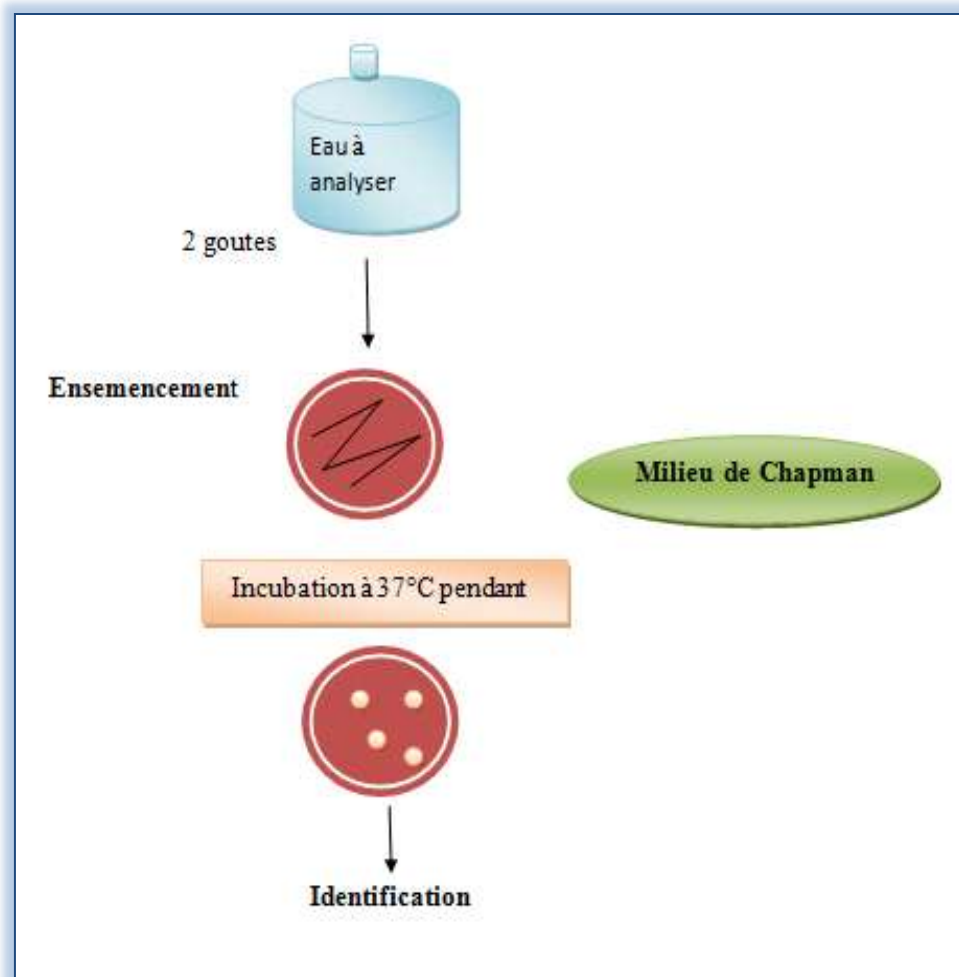 Eau à
analyser
2 goutes
Ensemencement
Milieu de Chapman
Incubation à 37°C pendant
Identification